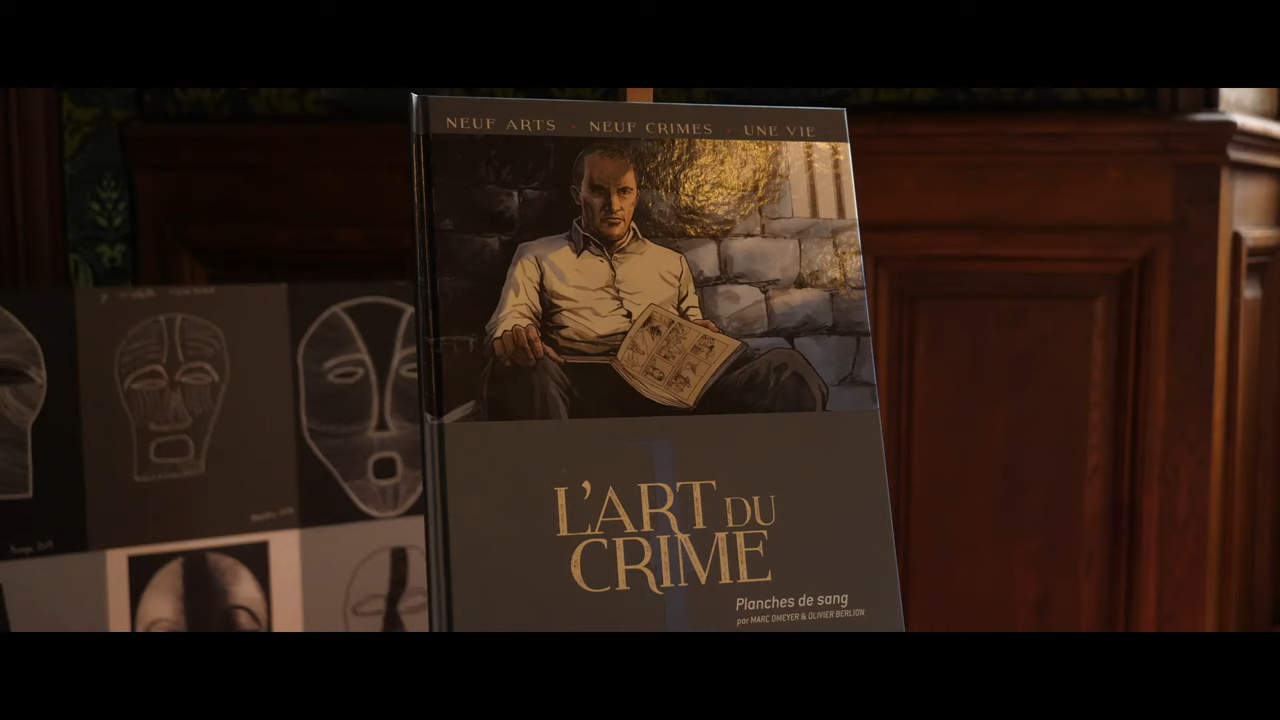 NEUF ARTS • NEUF CRIMES • UNE VIE
L'ART DU
CRIME
Planches de sang
par MARC OMEYER & OLIVIER BERLION